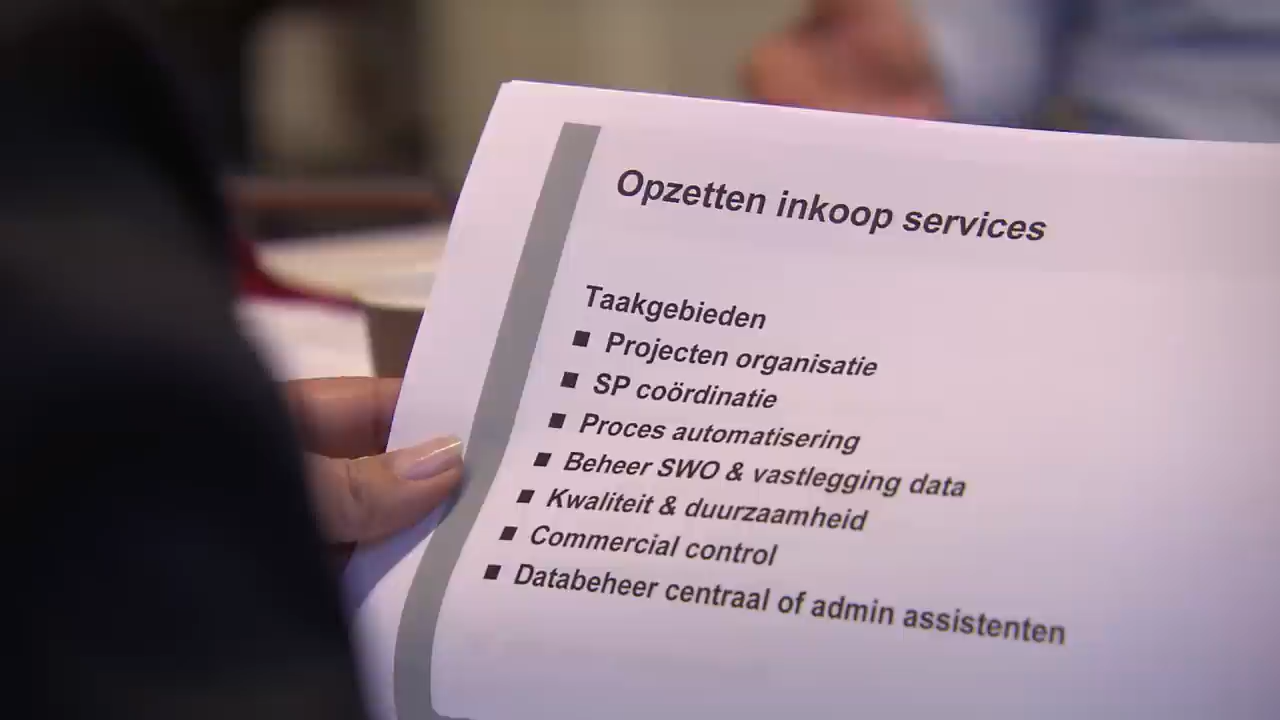 Opzetten inkoop services
Taakgebieden
■ Projecten organisatie
■ SP coördinatie
■ Proces automatisering
■ Beheer SWO & vastlegging data
■ Kwaliteit & duurzaamheid
■ Commercial control
■ Databeheer centraal of admin assistenten